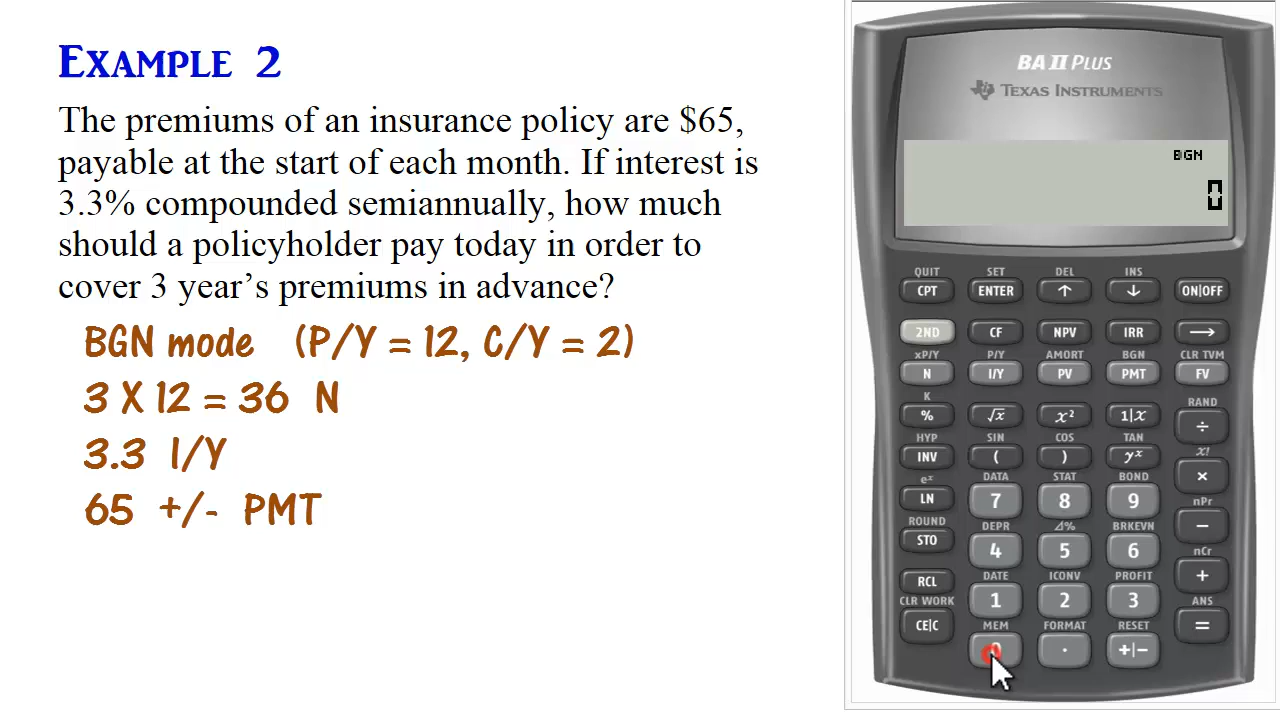 EXAMPLE 2
The premiums of an insurance policy are $65,
payable at the start of each month. If interest is
3.3% compounded semiannually, how much
should a policyholder pay today in order to
cover 3 year’s premiums in advance?
BGN mode (P/Y = 12, C/Y = 2)
3 X 12 = 36 N
3.3 I/Y
65 +/- PMT
BA II PLUS
TEXAS INSTRUMENTS
BGN
0
QUIT SET DEL INS
CPT ENTER ↑ ↓ ON|OFF
2ND CF NPV IRR →
xP/Y P/Y AMORT BGN CLR TVM
N I/Y PV PMT FV
K RAND
% √x x² 1|x ÷
HYP SIN COS TAN x!
INV ( ) yˣ ×
eˣ DATA STAT BOND nPr
LN 7 8 9 −
ROUND DEPR Δ% BRKEVN nCr
STO 4 5 6 +
DATE ICONV PROFIT
RCL 1 2 3
CLR WORK ANS
CE|C =
MEM FORMAT RESET
0 . +|−